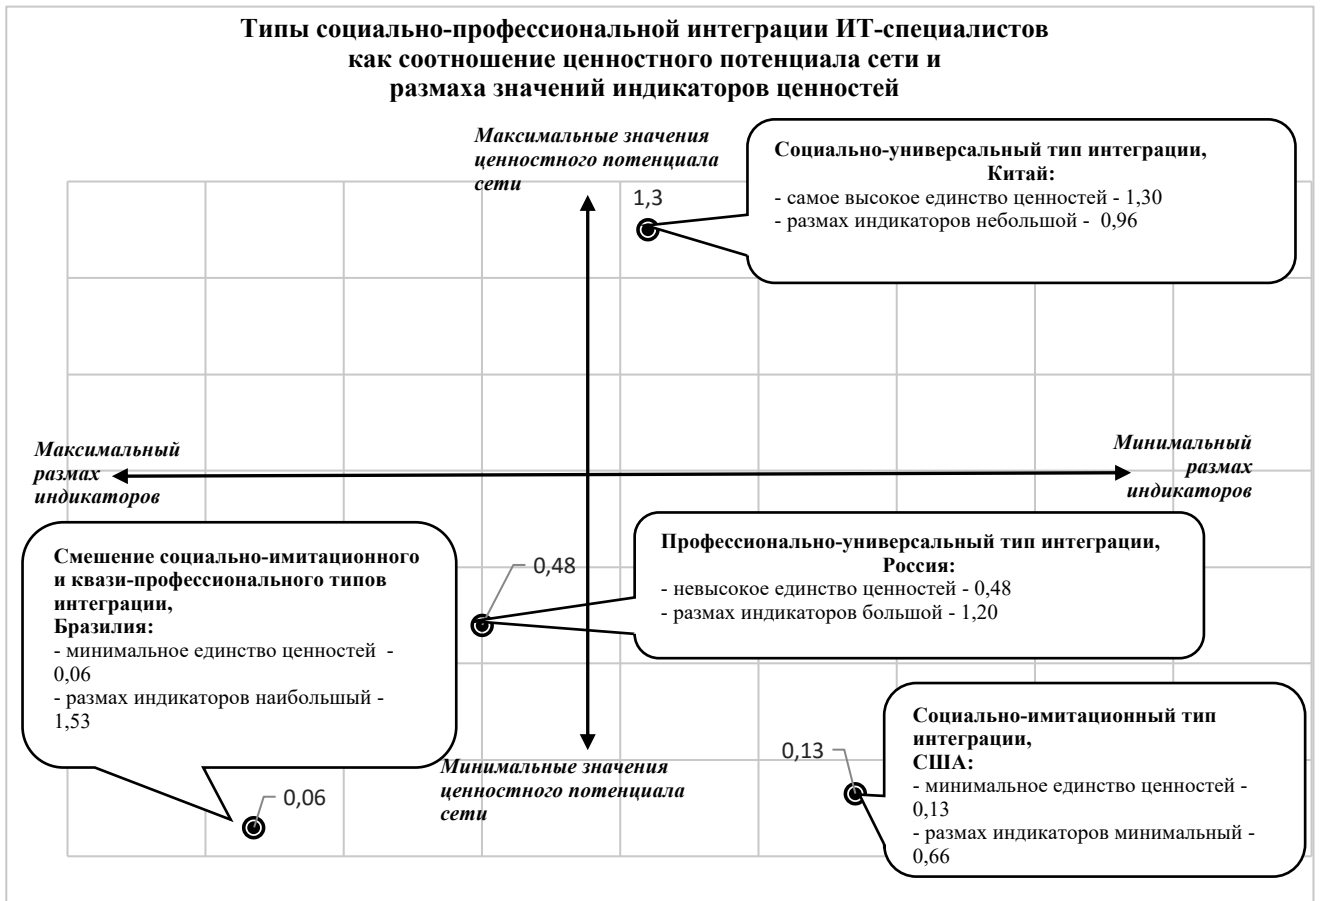 Типы социально-профессиональной интеграции ИТ-специалистов
как соотношение ценностного потенциала сети и
размаха значений индикаторов ценностей
Максимальные значения
ценностного потенциала
сети
1,3
Социально-универсальный тип интеграции,
Китай:
- самое высокое единство ценностей - 1,30
- размах индикаторов небольшой - 0,96
Максимальный
размах
индикаторов
Минимальный
размах
индикаторов
Смешение социально-имитационного
и квази-профессионального типов
интеграции,
Бразилия:
- минимальное единство ценностей -
0,06
- размах индикаторов наибольшый -
1,53
0,48
Профессионально-универсальный тип интеграции,
Россия:
- невысокое единство ценностей - 0,48
- размах индикаторов большой - 1,20
0,06
Минимальные значения
ценностного потенциала
сети
0,13
Социально-имитационный тип
интеграции,
США:
- минимальное единство ценностей -
0,13
- размах индикаторов минимальный -
0,66